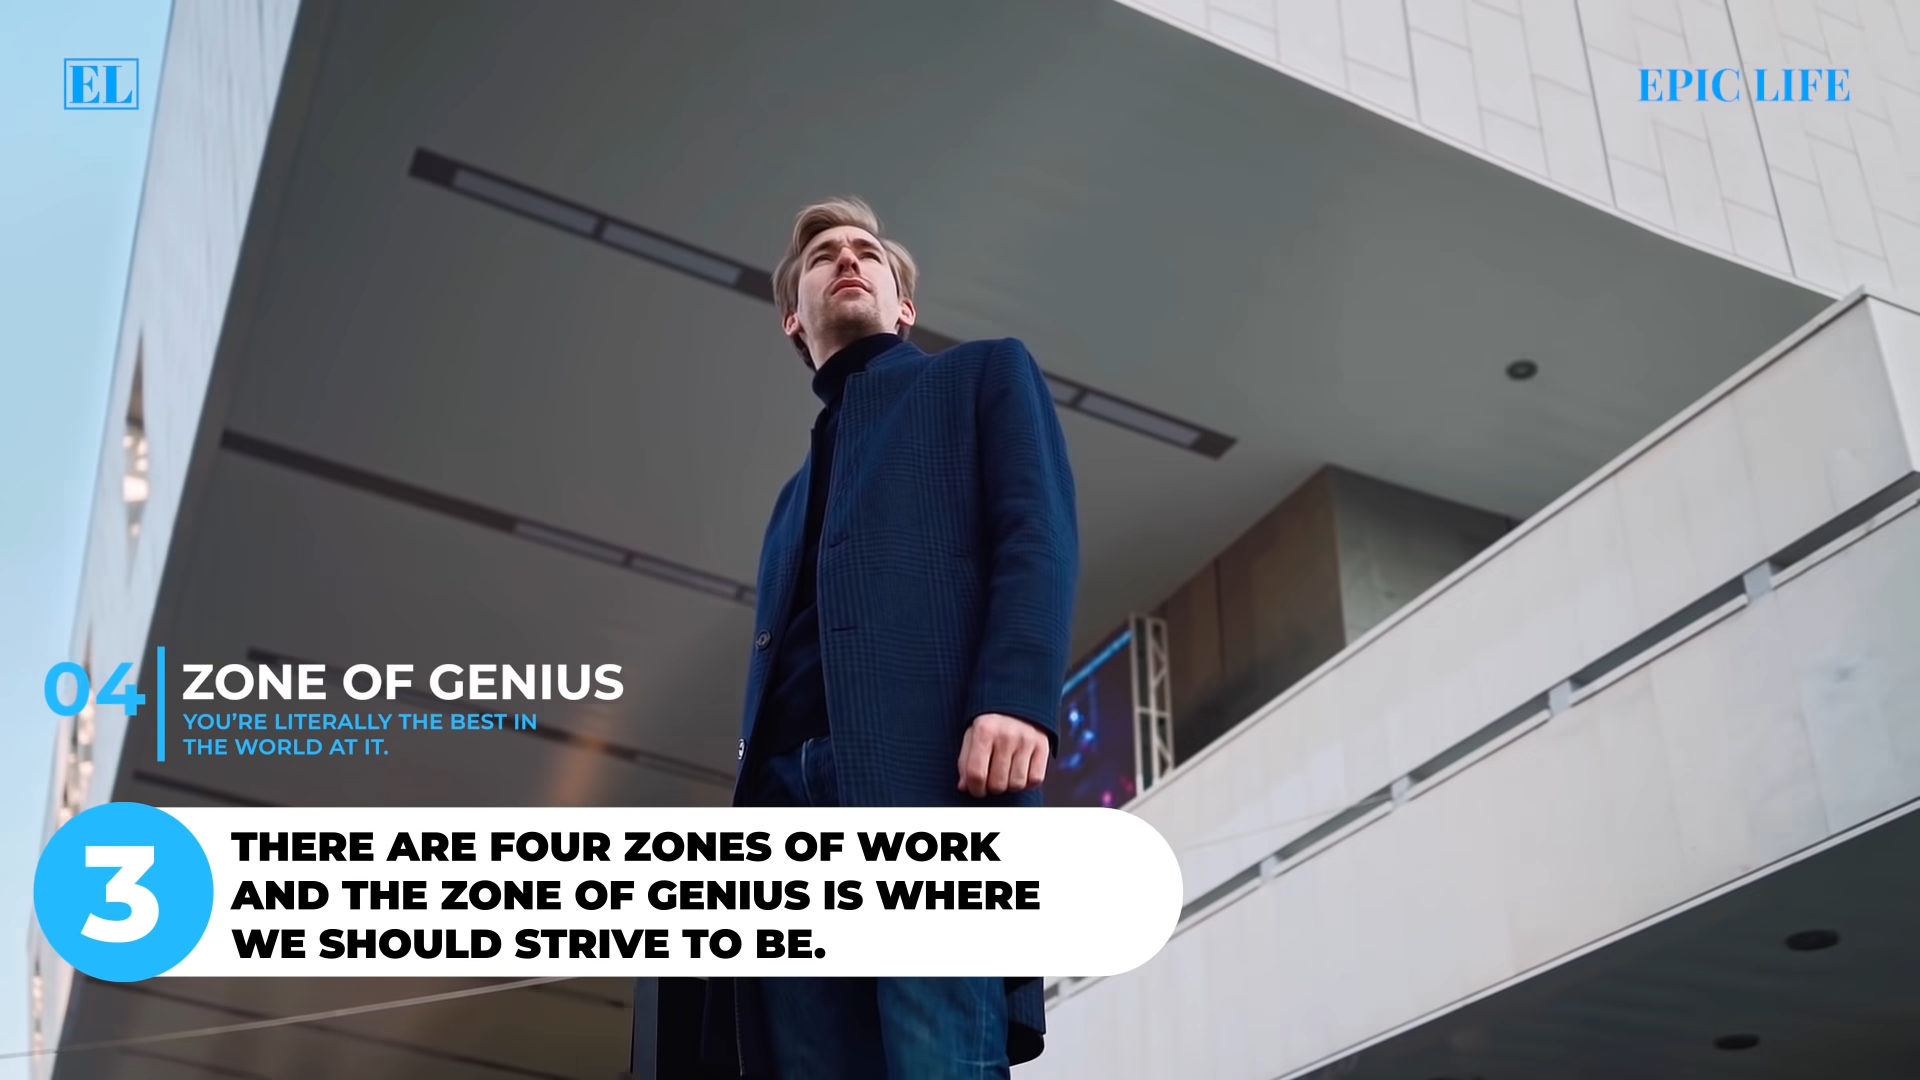 EL
EPIC LIFE
04
ZONE OF GENIUS
YOU’RE LITERALLY THE BEST IN
THE WORLD AT IT.
3
THERE ARE FOUR ZONES OF WORK
AND THE ZONE OF GENIUS IS WHERE
WE SHOULD STRIVE TO BE.